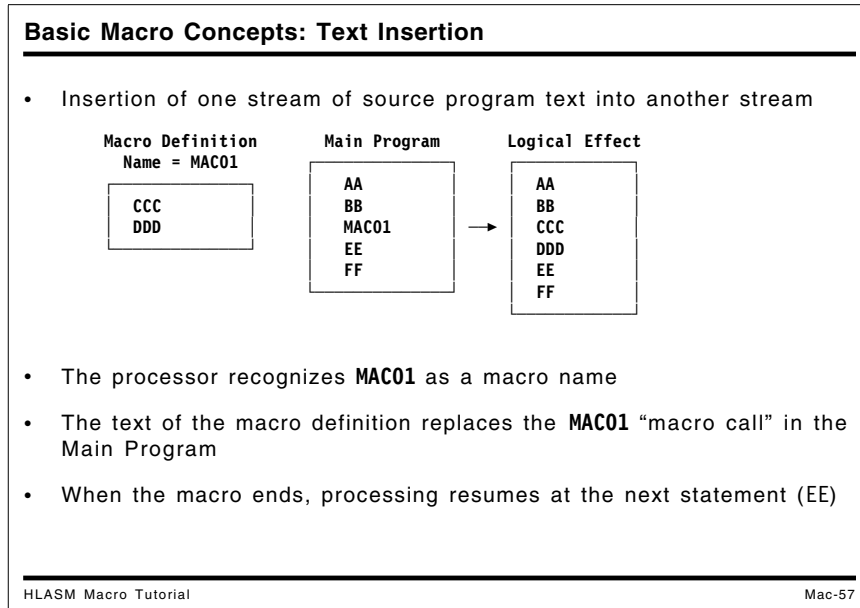 Basic Macro Concepts: Text Insertion
• Insertion of one stream of source program text into another stream
Macro Definition
Name = MAC01
CCC
DDD
Main Program
AA
BB
MAC01
EE
FF
Logical Effect
AA
BB
CCC
DDD
EE
FF
• The processor recognizes MAC01 as a macro name
• The text of the macro definition replaces the MAC01 “macro call” in the
Main Program
• When the macro ends, processing resumes at the next statement (EE)
HLASM Macro Tutorial
Mac-57